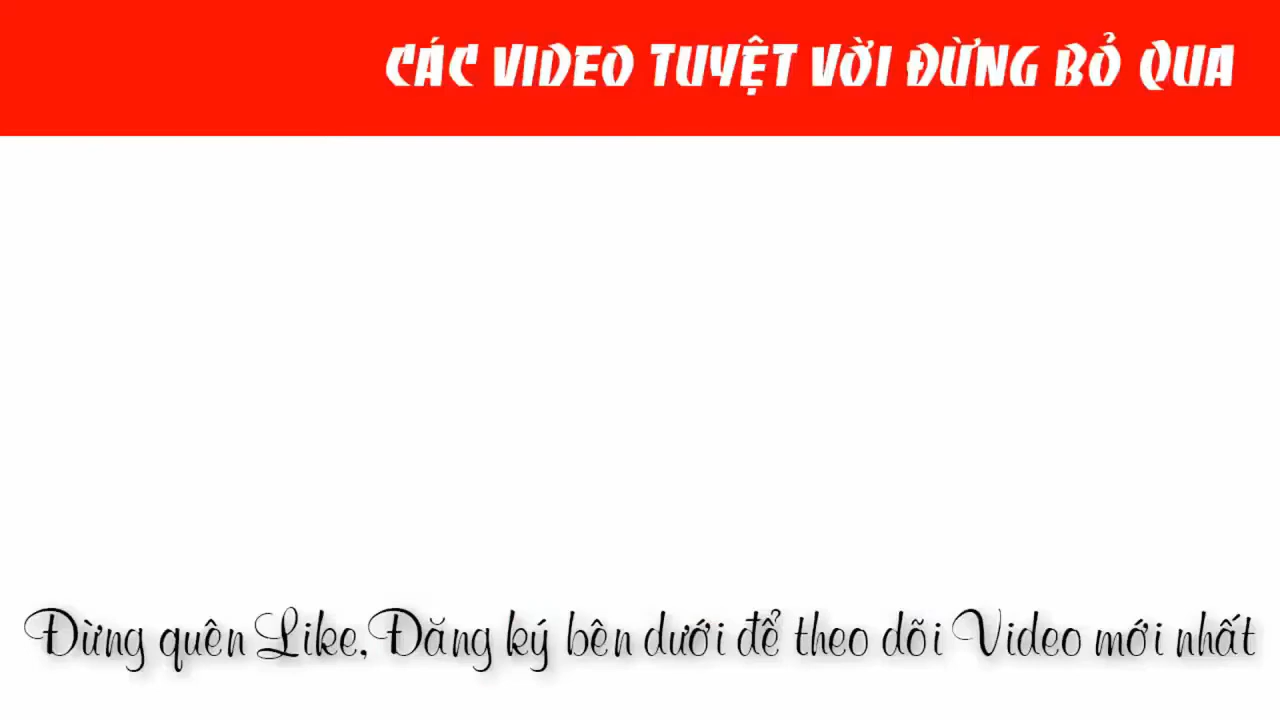 CÁC VIDEO TUYỆT VỜI ĐỪNG BỎ QUA
Đừng quên Like,Đăng ký bên dưới để theo dõi Video mới nhất